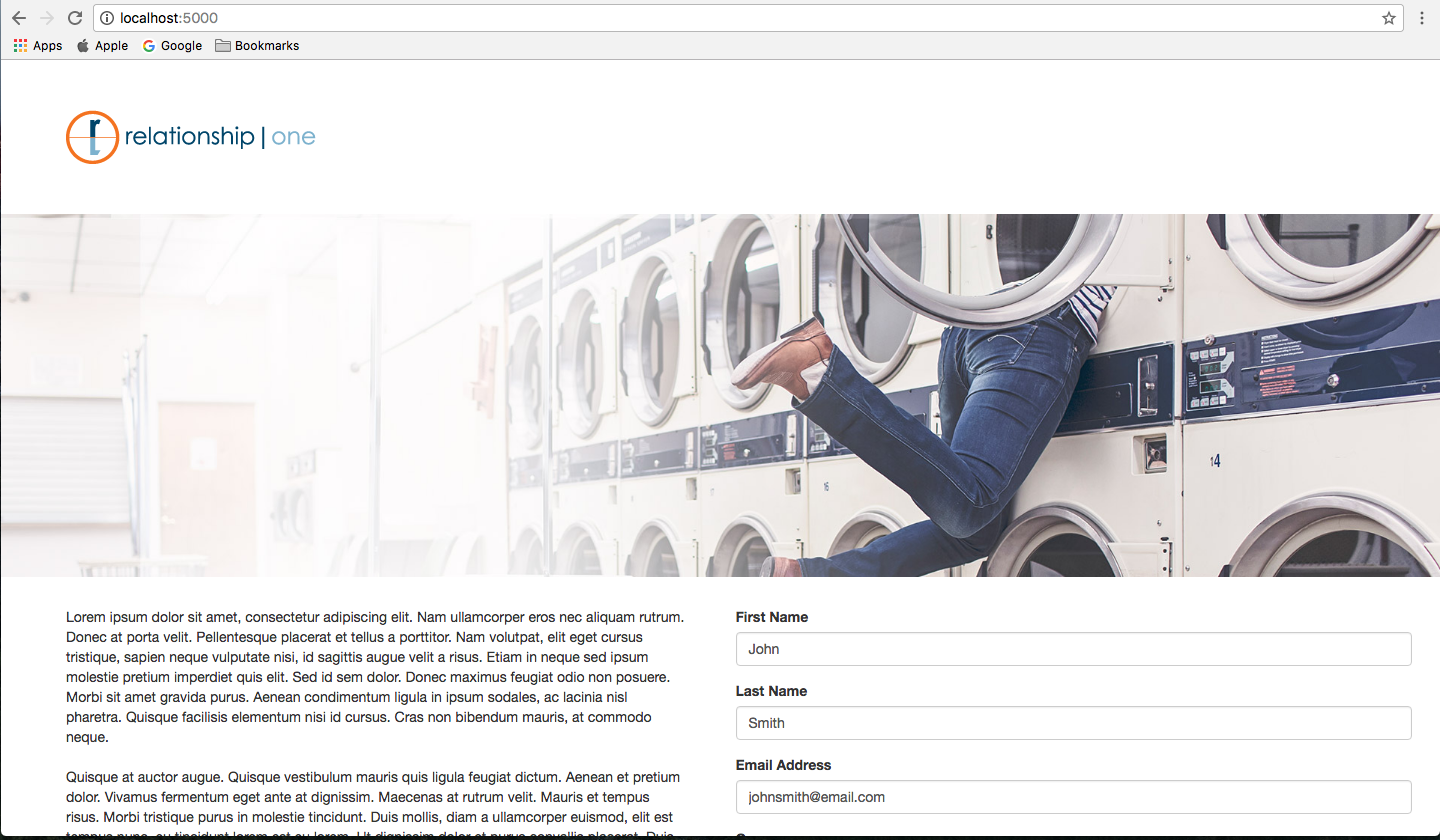 localhost:5000
Apps
Apple
Google
Bookmarks
relationship | one
14
16
Lorem ipsum dolor sit amet, consectetur adipiscing elit. Nam ullamcorper eros nec aliquam rutrum.
Donec at porta velit. Pellentesque placerat et tellus a porttitor. Nam volutpat, elit eget cursus
tristique, sapien neque vulputate nisi, id sagittis augue velit a risus. Etiam in neque sed ipsum
molestie pretium imperdiet quis elit. Sed id sem dolor. Donec maximus feugiat odio non posuere.
Morbi sit amet gravida purus. Aenean condimentum ligula in ipsum sodales, ac lacinia nisl
pharetra. Quisque facilisis elementum nisi id cursus. Cras non bibendum mauris, at commodo
neque.
Quisque at auctor augue. Quisque vestibulum mauris quis ligula feugiat dictum. Aenean et pretium
dolor. Vivamus fermentum eget ante at dignissim. Maecenas at rutrum velit. Mauris et tempus
risus. Morbi tristique purus in molestie tincidunt. Duis mollis, diam a ullamcorper euismod, elit est
First Name
John
Last Name
Smith
Email Address
johnsmith@email.com